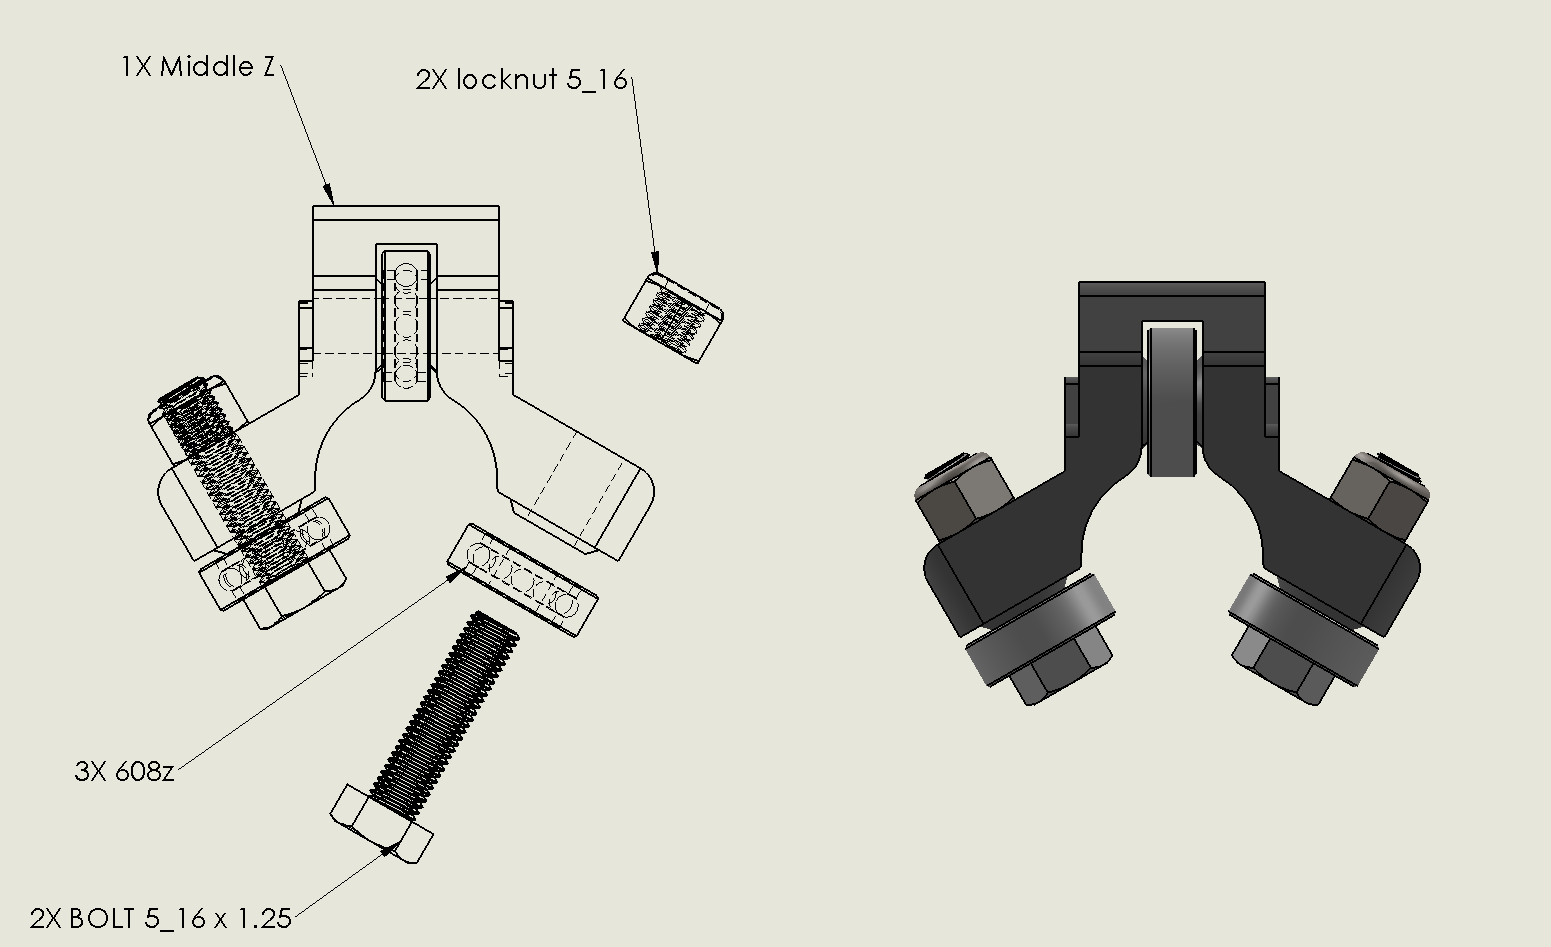 1X Middle Z
2X locknut 5_16
3X 608z
2X BOLT 5_16 x 1.25